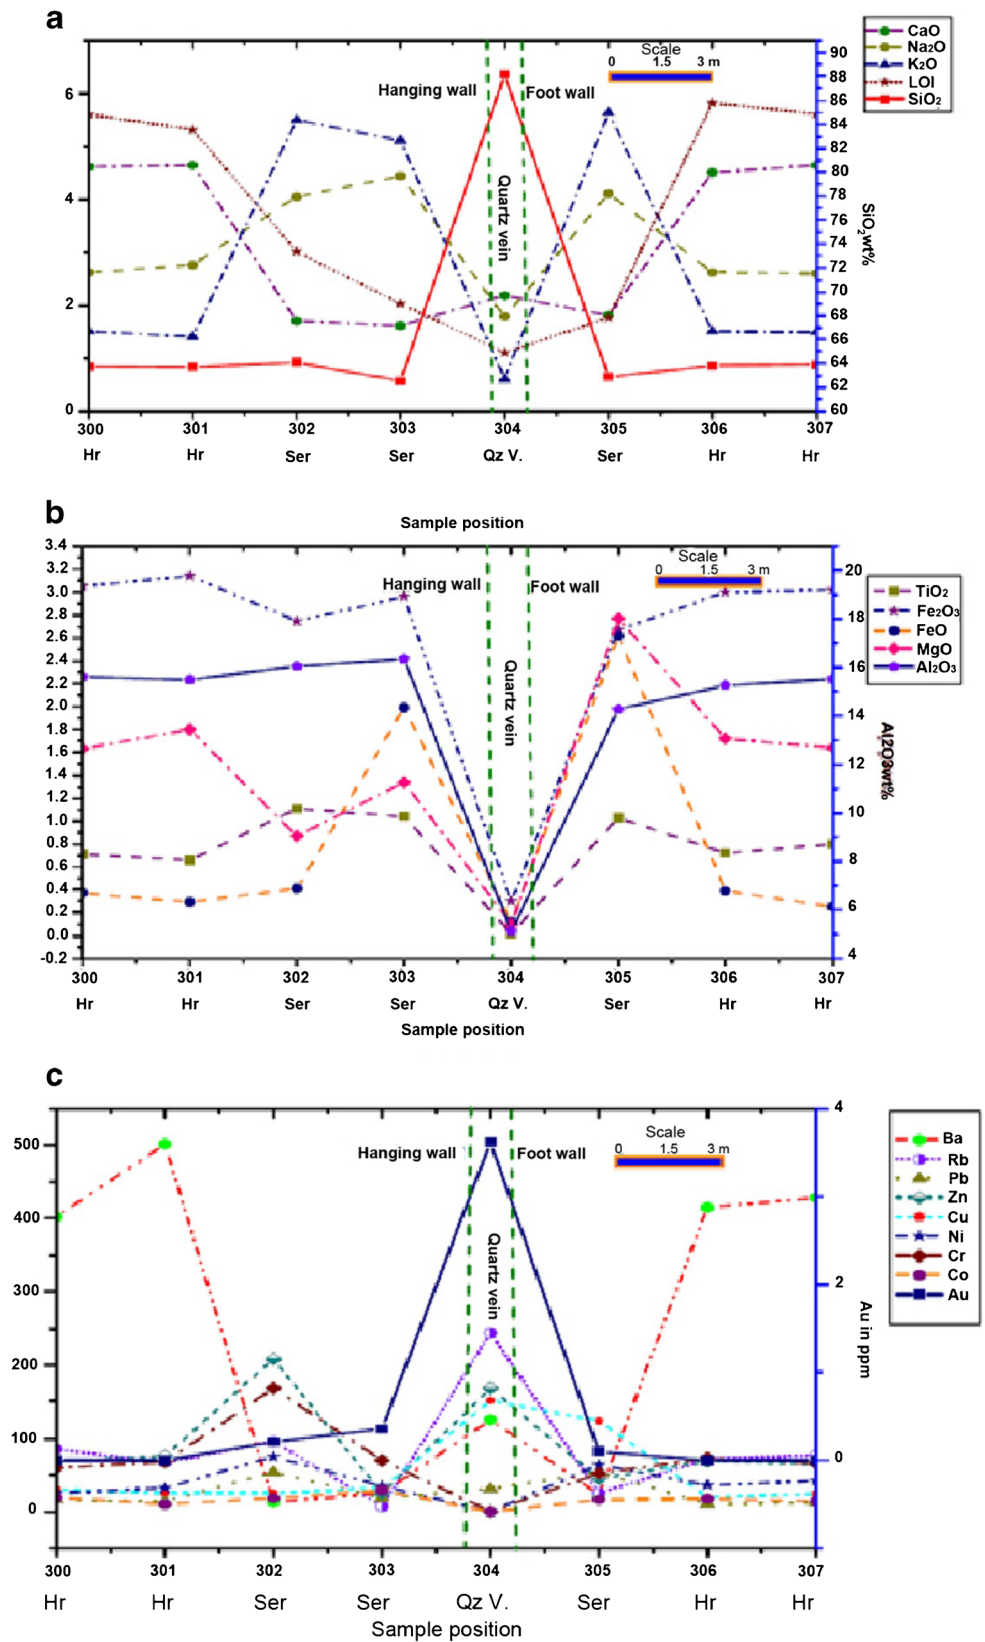 a
Hanging wall
Foot wall
Scale
0 1.5 3 m
Quartz vein
CaO
Na₂O
K₂O
LOI
SiO₂
6
4
2
0
90
88
86
84
82
80
78
76
74
72
70
68
66
64
62
60
SiO₂wt%
300 301 302 303 304 305 306 307
Hr Hr Ser Ser Qz V. Ser Hr Hr
Sample position
b
Hanging wall
Foot wall
Scale
0 1.5 3 m
Quartz vein
TiO₂
Fe₂O₃
FeO
MgO
Al₂O₃
3.4
3.2
3.0
2.8
2.6
2.4
2.2
2.0
1.8
1.6
1.4
1.2
1.0
0.8
0.6
0.4
0.2
0.0
-0.2
20
18
16
14
12
10
8
6
4
Al2O3wt%
300 301 302 303 304 305 306 307
Hr Hr Ser Ser Qz V. Ser Hr Hr
Sample position
c
Hanging wall
Foot wall
Scale
0 1.5 3 m
Quartz vein
Ba
Rb
Pb
Zn
Cu
Ni
Cr
Co
Au
500
400
300
200
100
0
4
2
0
Au in ppm
300 301 302 303 304 305 306 307
Hr Hr Ser Ser Qz V. Ser Hr Hr
Sample position